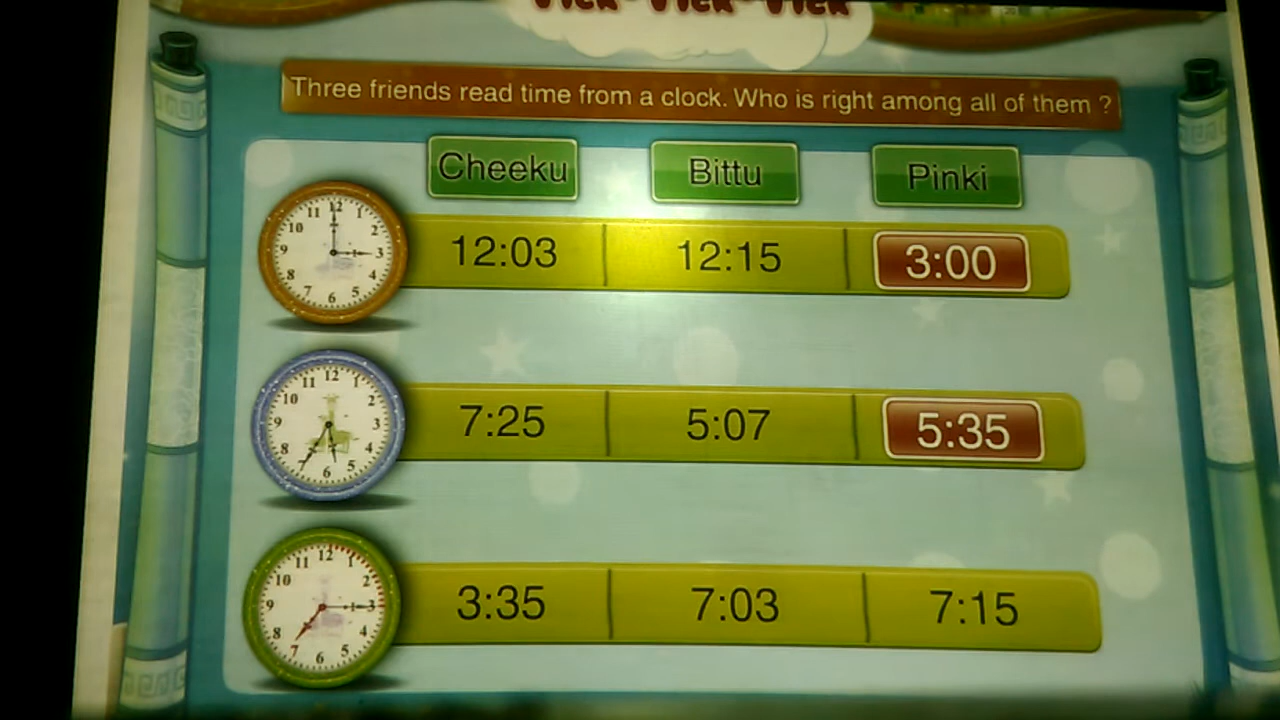 Three friends read time from a clock. Who is right among all of them ?
Cheeku Bittu Pinki
12:03 12:15 3:00
7:25 5:07 5:35
3:35 7:03 7:15